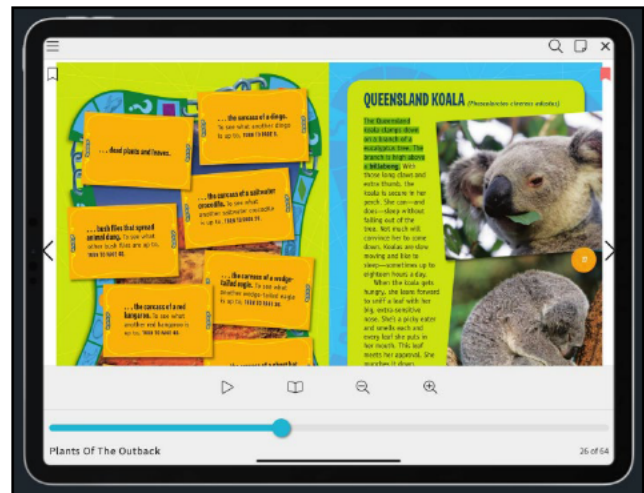 ... the carcass of a dingo.
To see what another dingo
is up to, TURN TO PAGE
... dead plants and leaves.
... the carcass of a saltwater
crocodile. To see what
another saltwater crocodile
is up to, TURN TO PAGE
... bush flies that spread
animal dung. To see what
other bush flies are up to,
TURN TO PAGE
... the carcass of a wedge-
tailed eagle. To see what
another wedge-tailed eagle
is up to, TURN TO PAGE
... the carcass of a red
kangaroo. To see what
another red kangaroo is
up to, TURN TO PAGE
QUEENSLAND KOALA (Phascolarctos cinereus adustus)
The Queensland
koala clamps down
on a branch of a
eucalyptus tree. The
branch is high above
a billabong. With
those long claws and
extra thumb, the
koala is secure in her
perch. She can—and
does—sleep without
falling out of the
tree. Not much will
convince her to come
down. Koalas are slow
moving and like to
sleep—sometimes up to
eighteen hours a day.
When the koala gets
hungry, she leans forward
to sniff a leaf with her
big, extra-sensitive
nose. She's a picky eater
and smells each and
every leaf she puts in
her mouth. This leaf
meets her approval. She
munches it down.
Plants Of The Outback
26 of 64